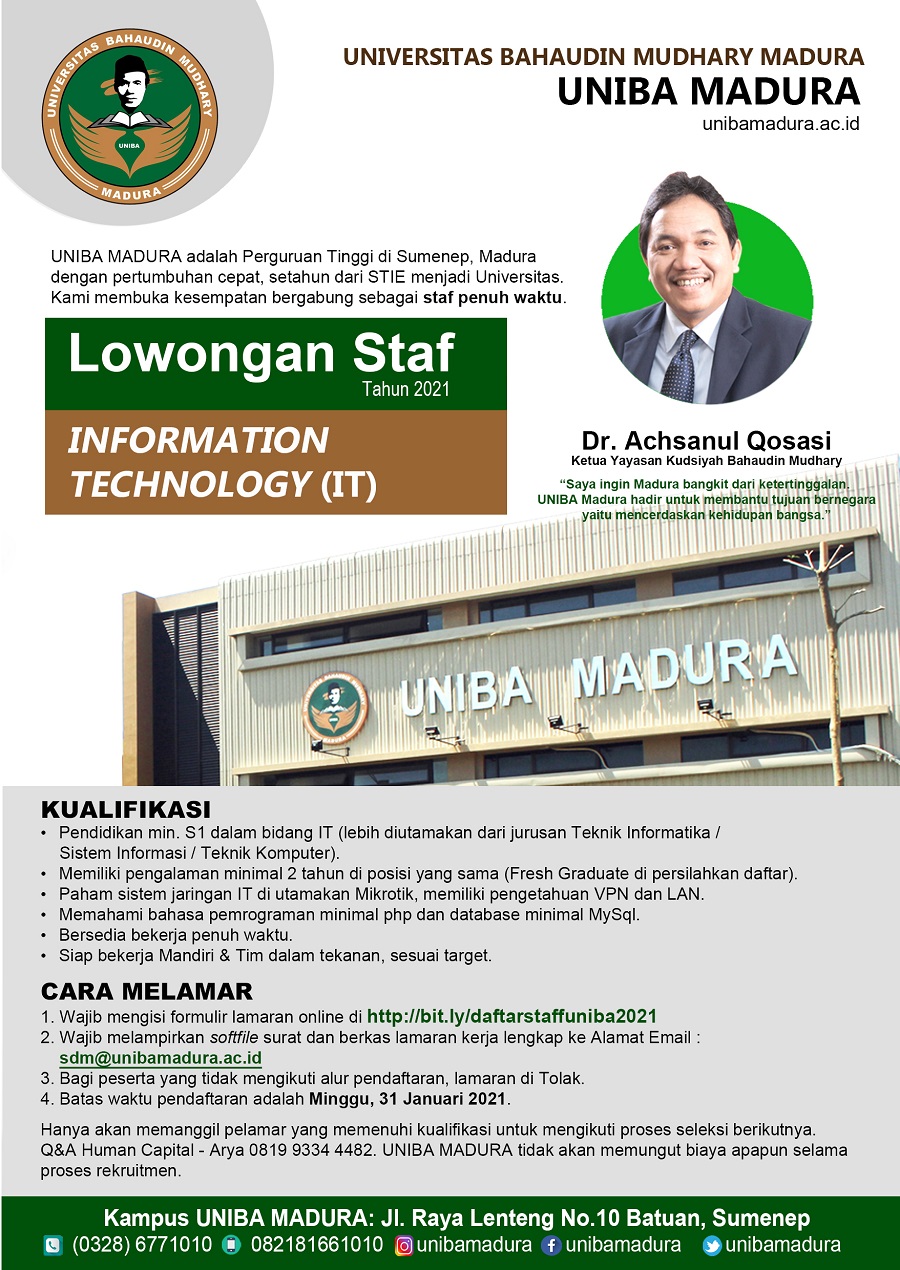 UNIVERSITAS BAHAUDIN MUDHARY
UNIBA
MADURA
UNIVERSITAS BAHAUDIN MUDHARY MADURA
UNIBA MADURA
unibamadura.ac.id
UNIBA MADURA adalah Perguruan Tinggi di Sumenep, Madura
dengan pertumbuhan cepat, setahun dari STIE menjadi Universitas.
Kami membuka kesempatan bergabung sebagai staf penuh waktu.
Lowongan Staf
Tahun 2021
INFORMATION
TECHNOLOGY (IT)
Dr. Achsanul Qosasi
Ketua Yayasan Kudsiyah Bahaudin Mudhary
“Saya ingin Madura bangkit dari ketertinggalan.
UNIBA Madura hadir untuk membantu tujuan bernegara
yaitu mencerdaskan kehidupan bangsa.”
UNIBA MADURA
MADURA
KUALIFIKASI
• Pendidikan min. S1 dalam bidang IT (lebih diutamakan dari jurusan Teknik Informatika /
Sistem Informasi / Teknik Komputer).
• Memiliki pengalaman minimal 2 tahun di posisi yang sama (Fresh Graduate di persilahkan daftar).
• Paham sistem jaringan IT di utamakan Mikrotik, memiliki pengetahuan VPN dan LAN.
• Memahami bahasa pemrograman minimal php dan database minimal MySql.
• Bersedia bekerja penuh waktu.
• Siap bekerja Mandiri & Tim dalam tekanan, sesuai target.
CARA MELAMAR
1. Wajib mengisi formulir lamaran online di http://bit.ly/daftarstaffuniba2021
2. Wajib melampirkan softfile surat dan berkas lamaran kerja lengkap ke Alamat Email :
sdm@unibamadura.ac.id
3. Bagi peserta yang tidak mengikuti alur pendaftaran, lamaran di Tolak.
4. Batas waktu pendaftaran adalah Minggu, 31 Januari 2021.
Hanya akan memanggil pelamar yang memenuhi kualifikasi untuk mengikuti proses seleksi berikutnya.
Q&A Human Capital - Arya 0819 9334 4482. UNIBA MADURA tidak akan memungut biaya apapun selama
proses rekruitmen.
Kampus UNIBA MADURA: Jl. Raya Lenteng No.10 Batuan, Sumenep
(0328) 6771010 082181661010 unibamadura unibamadura unibamadura